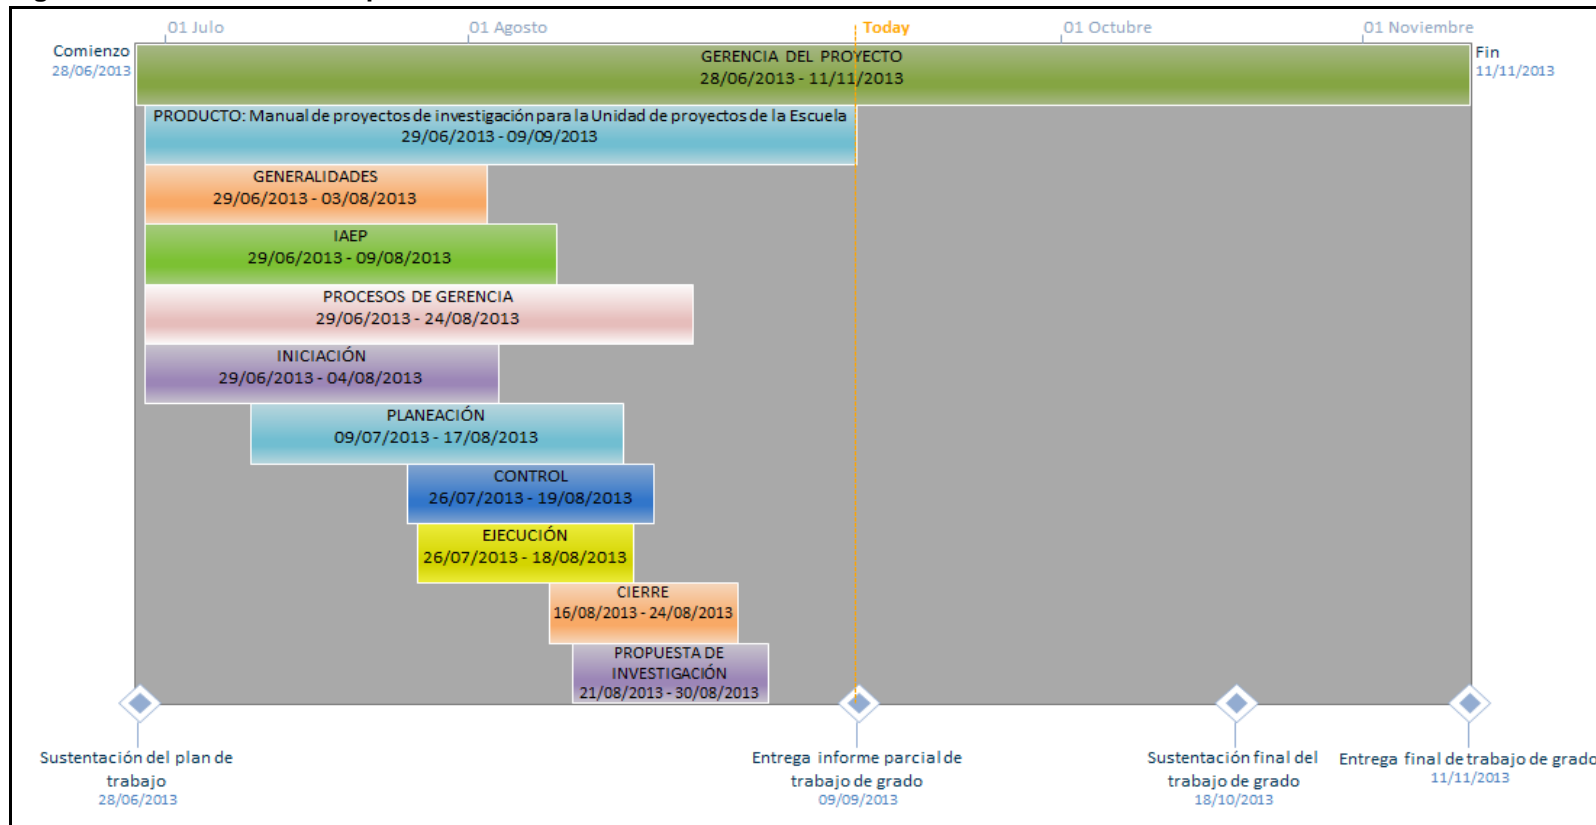 01 Julo
01 Agosto
Today
01 Octubre
01 Noviembre
Comienzo
28/06/2013
Fin
11/11/2013
GERENCIA DEL PROYECTO
28/06/2013 - 11/11/2013
PRODUCTO: Manual de proyectos de investigación para la Unidad de proyectos de la Escuela
29/06/2013 - 09/09/2013
GENERALIDADES
29/06/2013 - 03/08/2013
IAEP
29/06/2013 - 09/08/2013
PROCESOS DE GERENCIA
29/06/2013 - 24/08/2013
INICIACIÓN
29/06/2013 - 04/08/2013
PLANEACIÓN
09/07/2013 - 17/08/2013
CONTROL
26/07/2013 - 19/08/2013
EJECUCIÓN
26/07/2013 - 18/08/2013
CIERRE
16/08/2013 - 24/08/2013
PROPUESTA DE
INVESTIGACIÓN
21/08/2013 - 30/08/2013
Sustentación del plan de
trabajo
28/06/2013
Entrega informe parcial de
trabajo de grado
09/09/2013
Sustentación final del
trabajo de grado
18/10/2013
Entrega final de trabajo de grado
11/11/2013